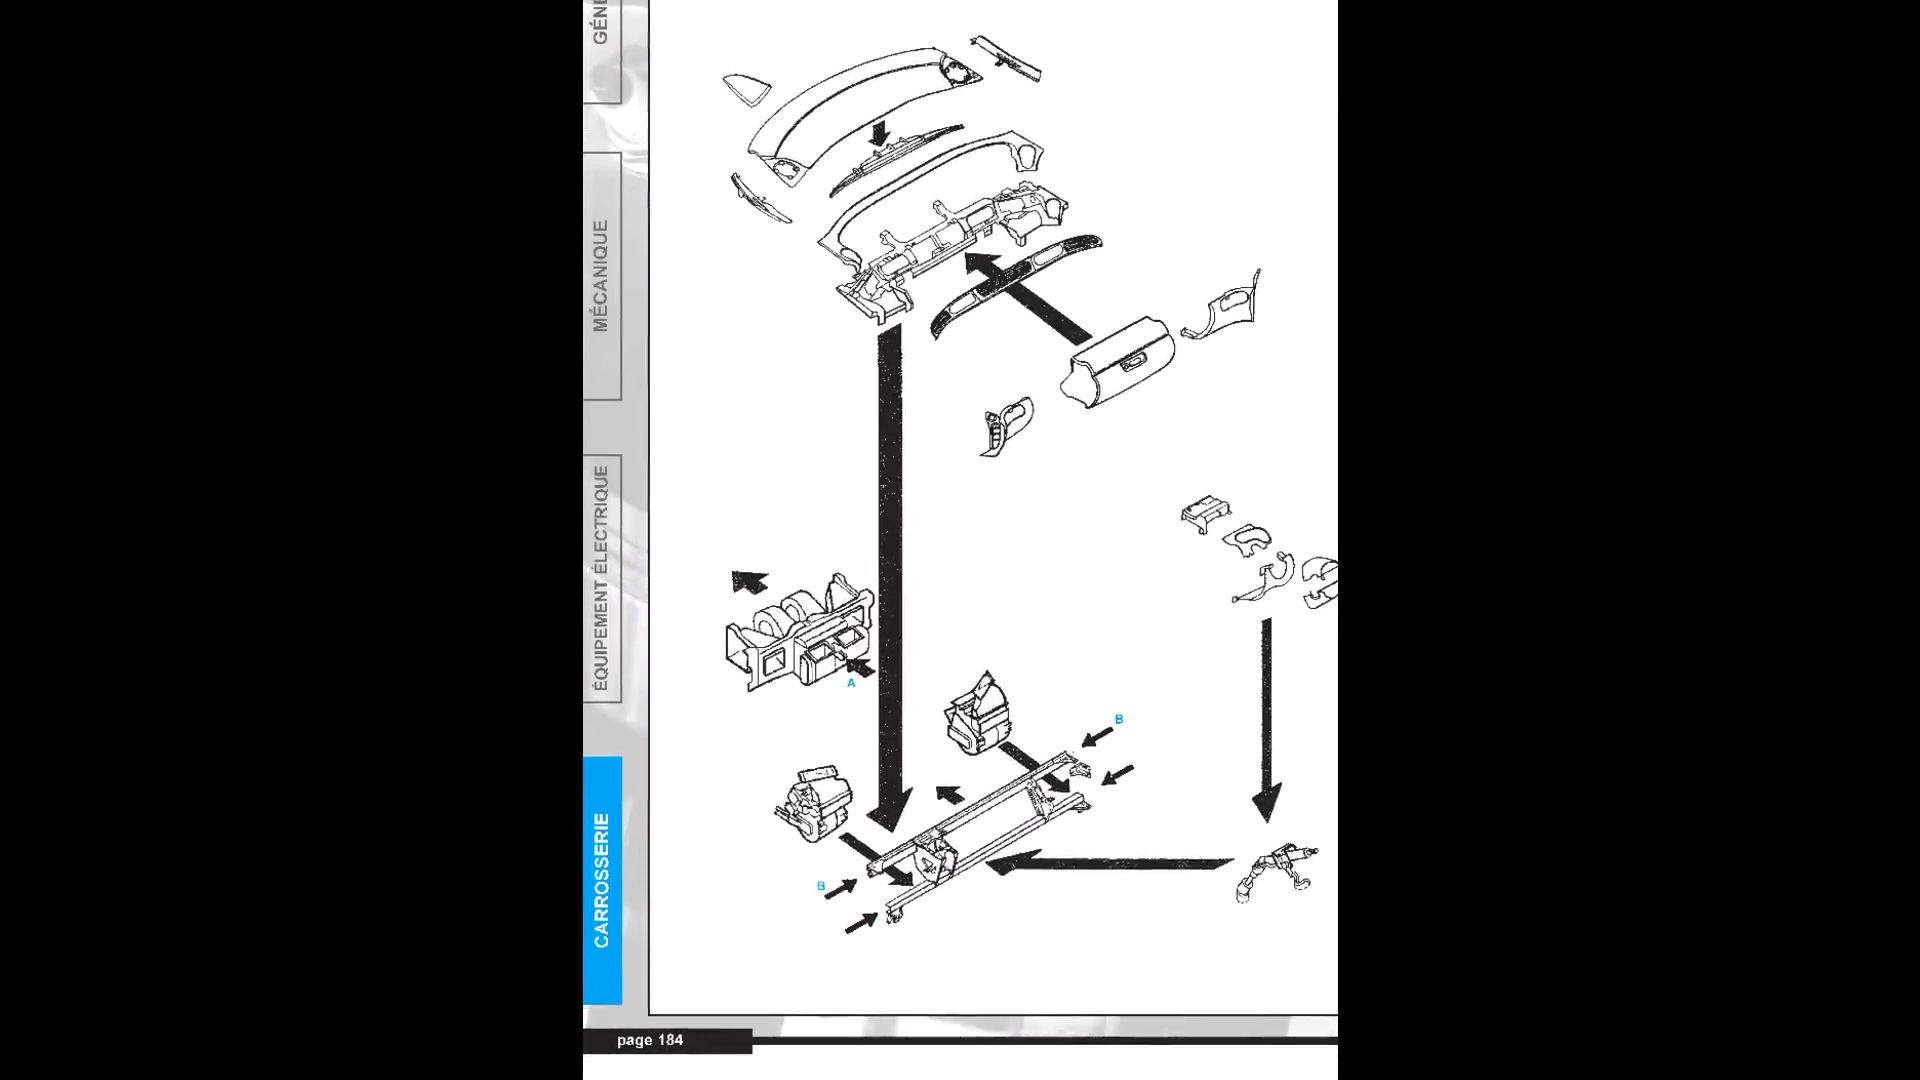 GÉNÉ
MÉCANIQUE
ÉQUIPEMENT ÉLECTRIQUE
CARROSSERIE
A
B
B
page 184